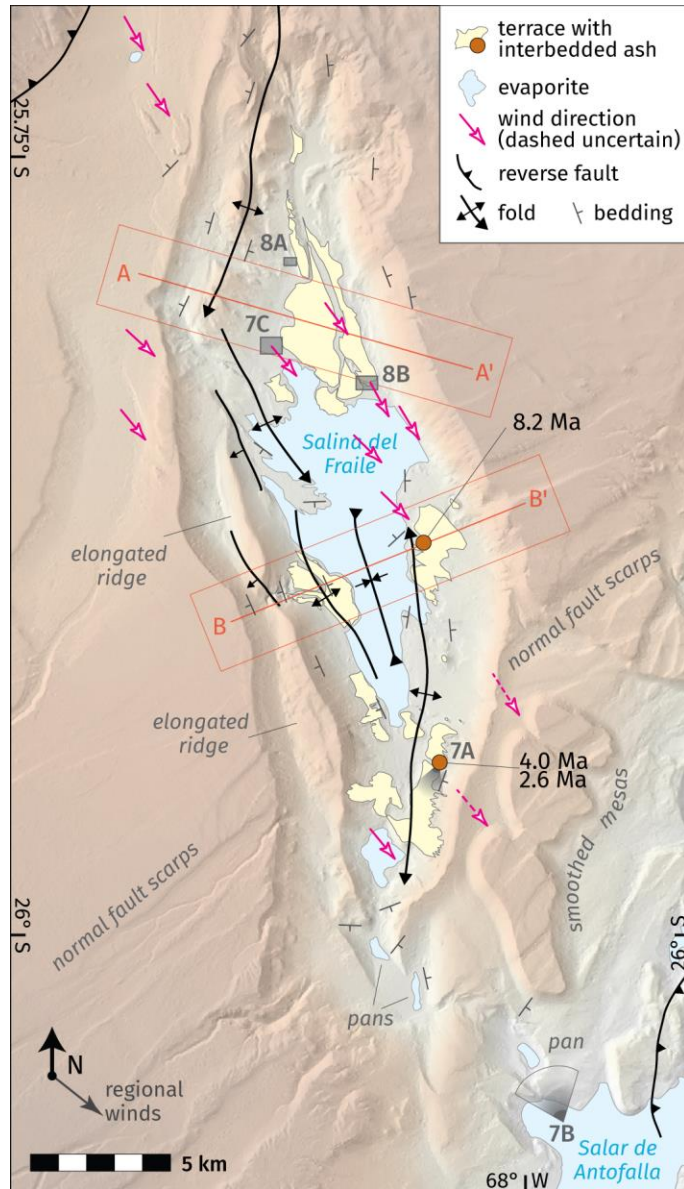 terrace with
interbedded ash
evaporite
wind direction
(dashed uncertain)
reverse fault
fold
bedding
25.75° S
8A
A
7C
A'
8B
Salina del
Fraile
8.2 Ma
B'
elongated
ridge
B
normal fault scarps
elongated
ridge
7A
4.0 Ma
2.6 Ma
smoothed mesas
normal fault scarps
26° S
26° S
pans
pan
N
regional
winds
7B
Salar de
Antofalla
5 km
68° W